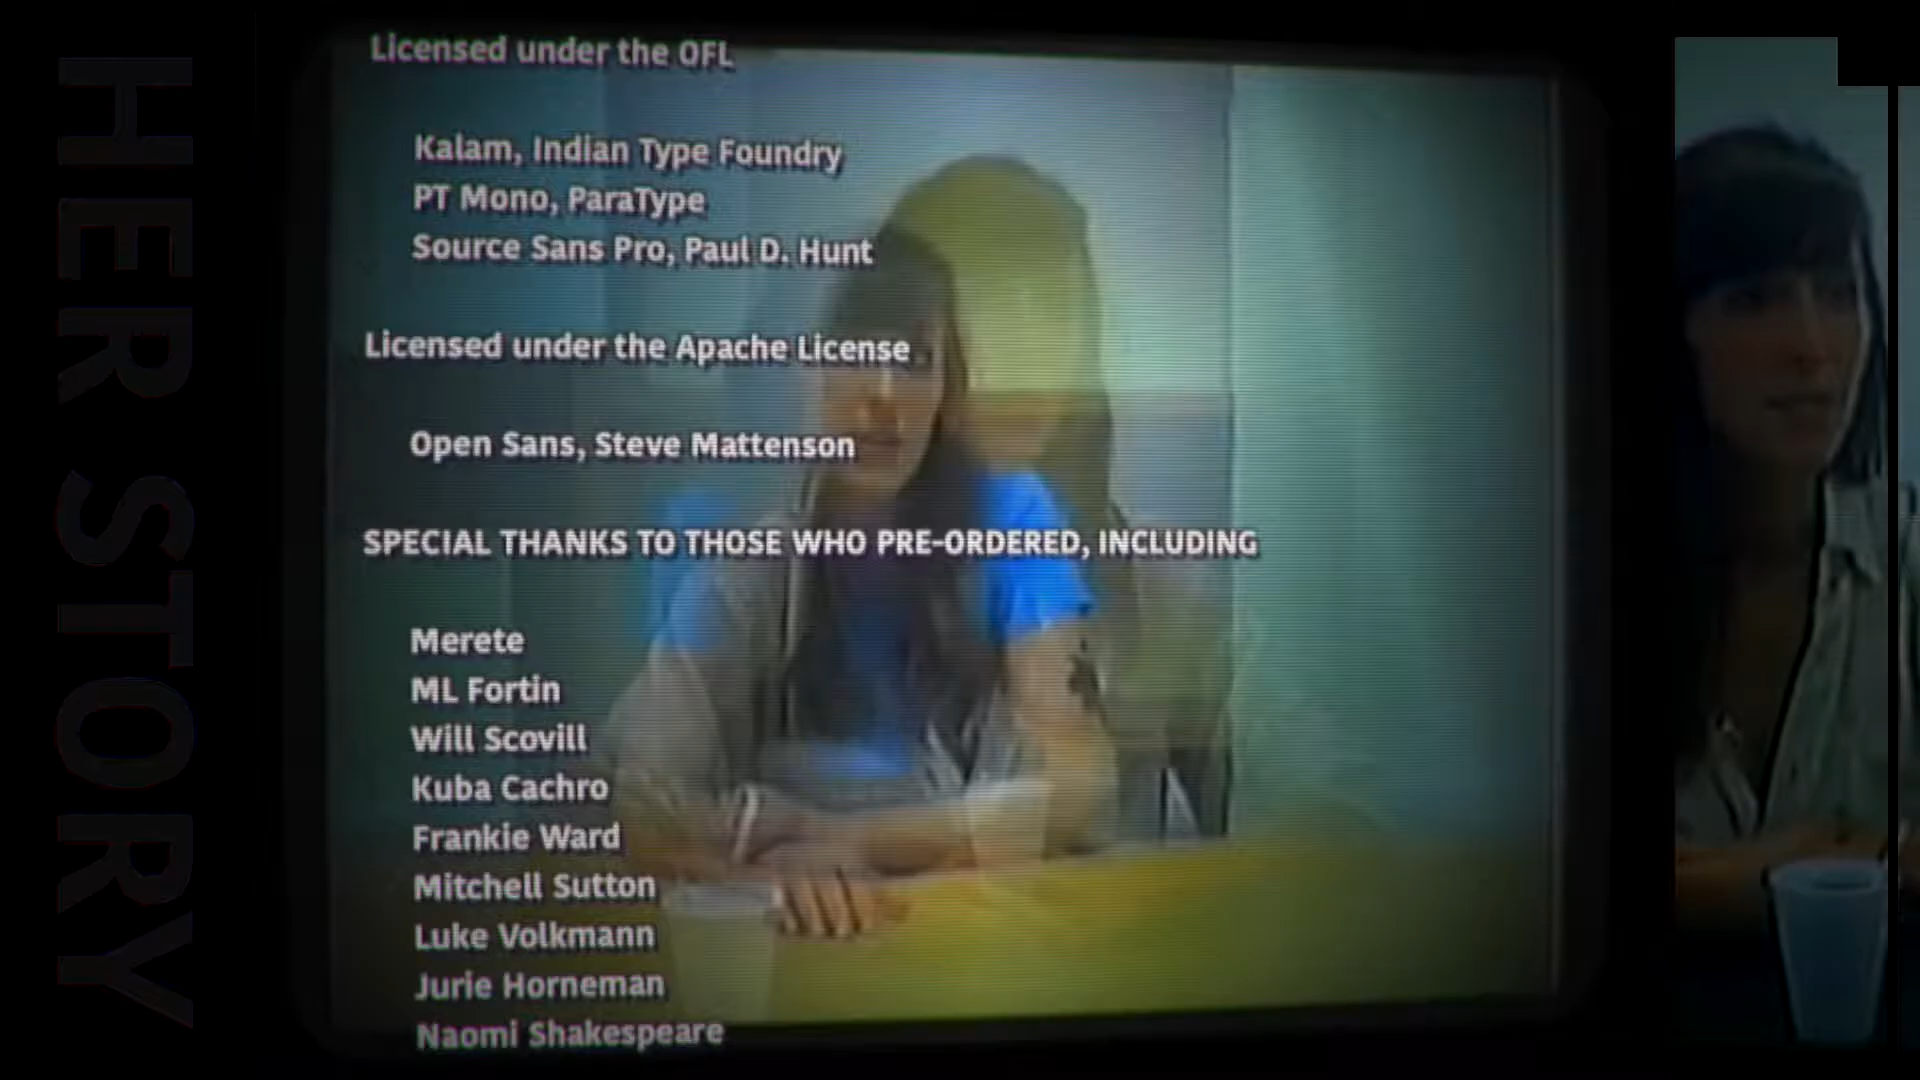 HER STORY
Licensed under the OFL
Kalam, Indian Type Foundry
PT Mono, ParaType
Source Sans Pro, Paul D. Hunt
Licensed under the Apache License
Open Sans, Steve Mattenson
SPECIAL THANKS TO THOSE WHO PRE-ORDERED, INCLUDING
Merete
ML Fortin
Will Scovill
Kuba Cachro
Frankie Ward
Mitchell Sutton
Luke Volkmann
Jurie Horneman
Naomi Shakespeare